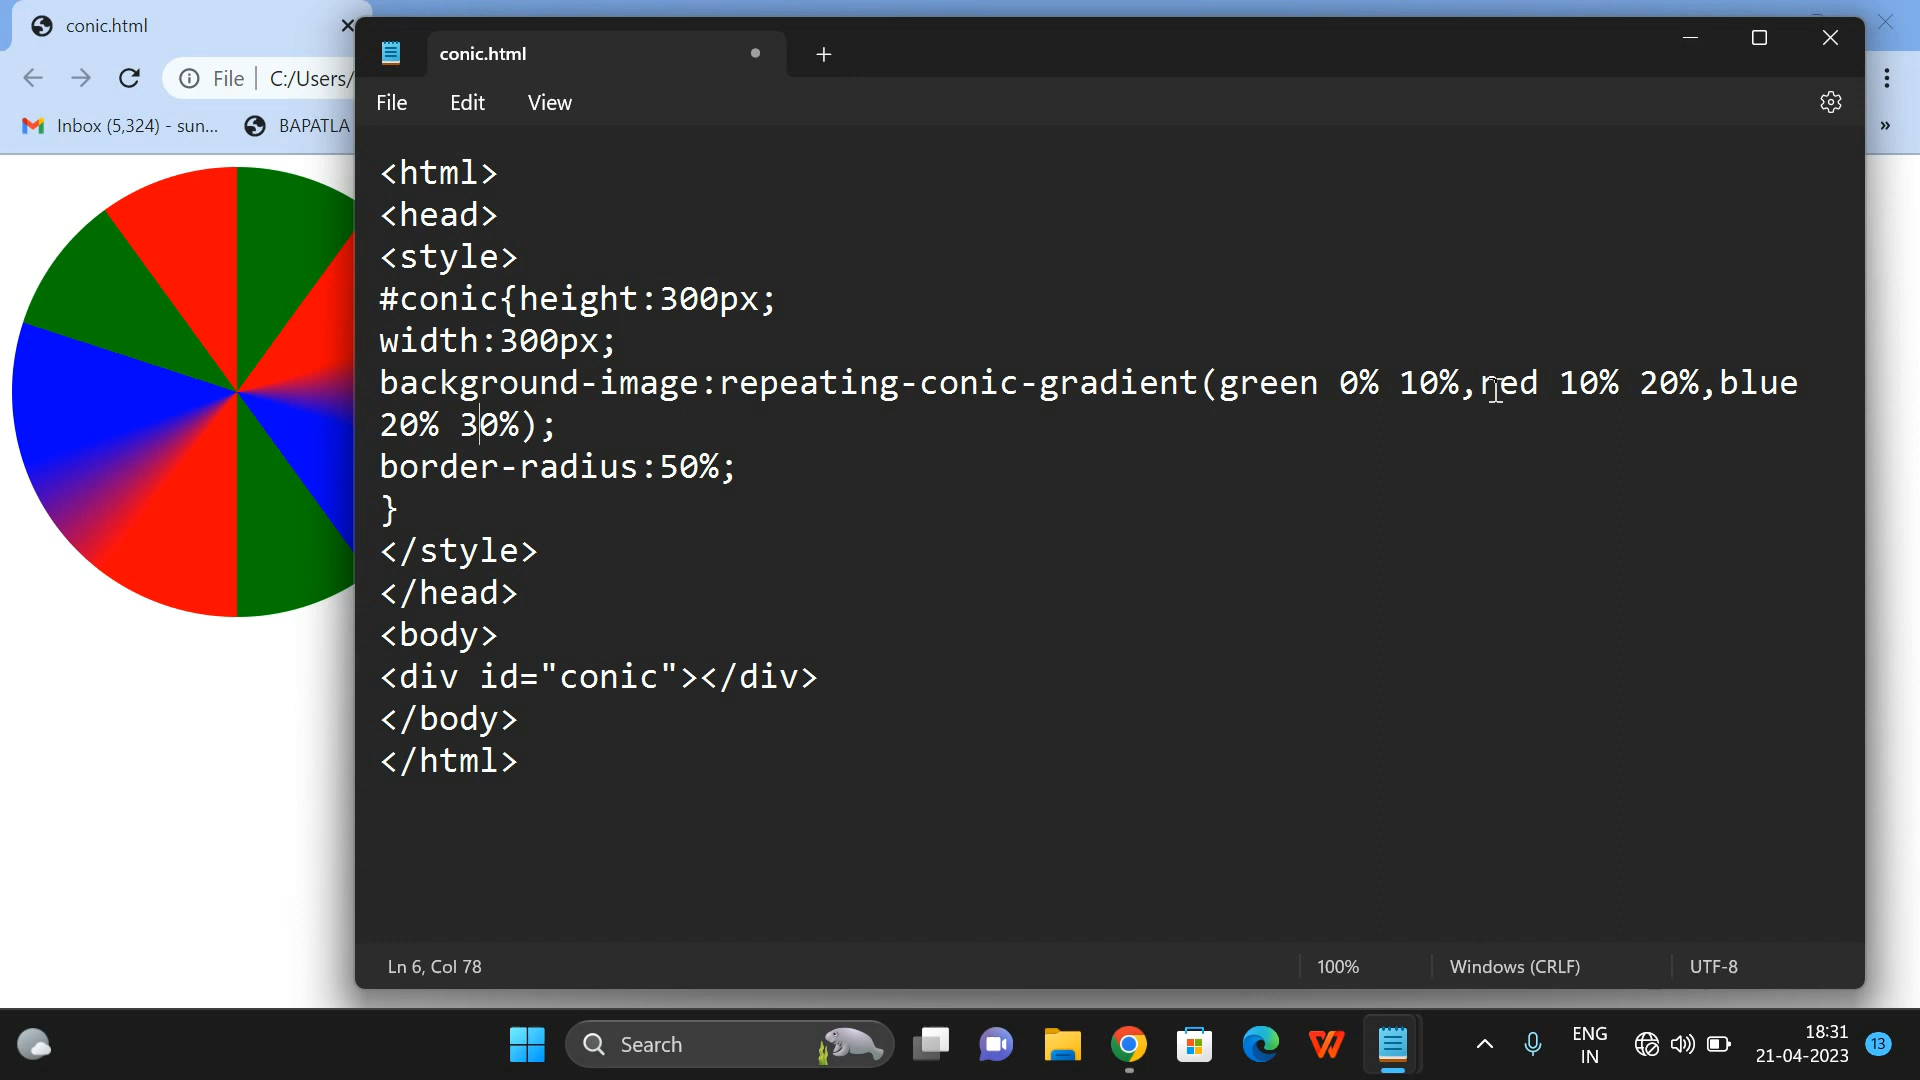 conic.html
File C:/Users/
Inbox (5,324) - sun...
BAPATLA
conic.html
File Edit View
<html>
<head>
<style>
#conic{height:300px;
width:300px;
background-image:repeating-conic-gradient(green 0% 10%,red 10% 20%,blue
20% 30%);
border-radius:50%;
}
</style>
</head>
<body>
<div id="conic"></div>
</body>
</html>
Ln 6, Col 78
100%
Windows (CRLF)
UTF-8
Search
ENG
IN
18:31
21-04-2023
13